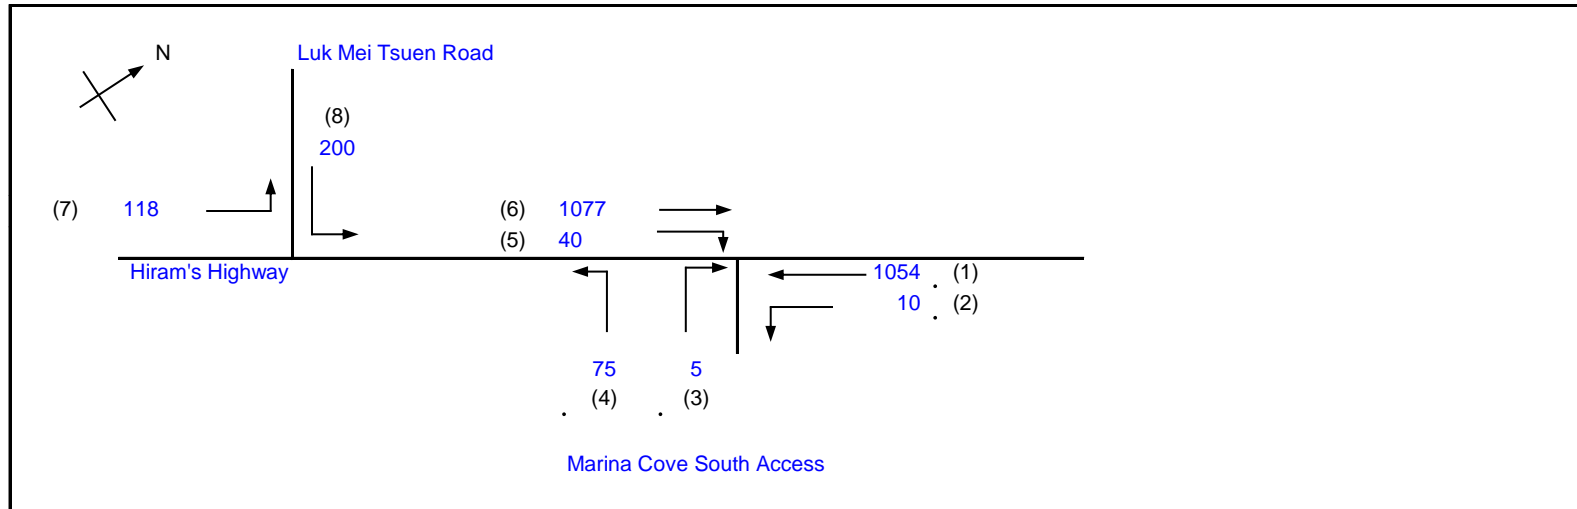 N
Luk Mei Tsuen Road
(8)
200
(7) 118
(6) 1077
(5) 40
Hiram's Highway
1054 (1)
10 (2)
75 5
(4) (3)
Marina Cove South Access